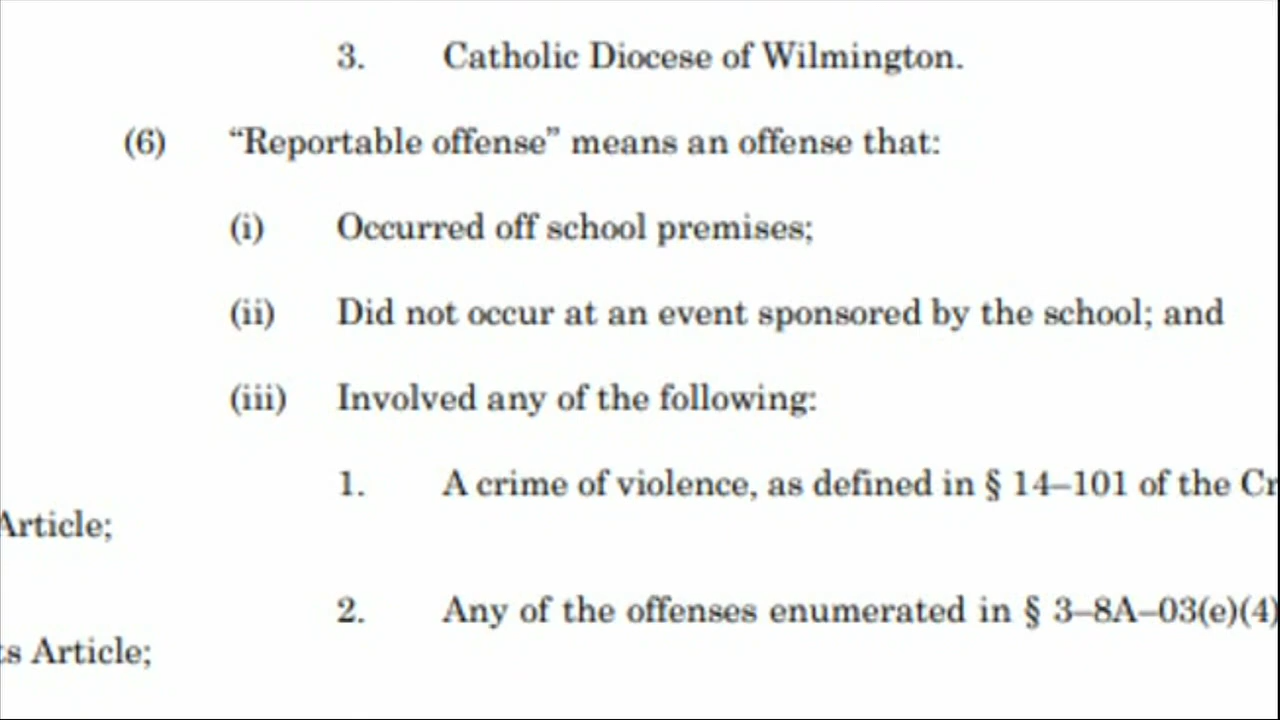 3. Catholic Diocese of Wilmington.
(6) “Reportable offense” means an offense that:
(i) Occurred off school premises;
(ii) Did not occur at an event sponsored by the school; and
(iii) Involved any of the following:
1. A crime of violence, as defined in § 14–101 of the Cr
Article;
2. Any of the offenses enumerated in § 3–8A–03(e)(4)
ts Article;